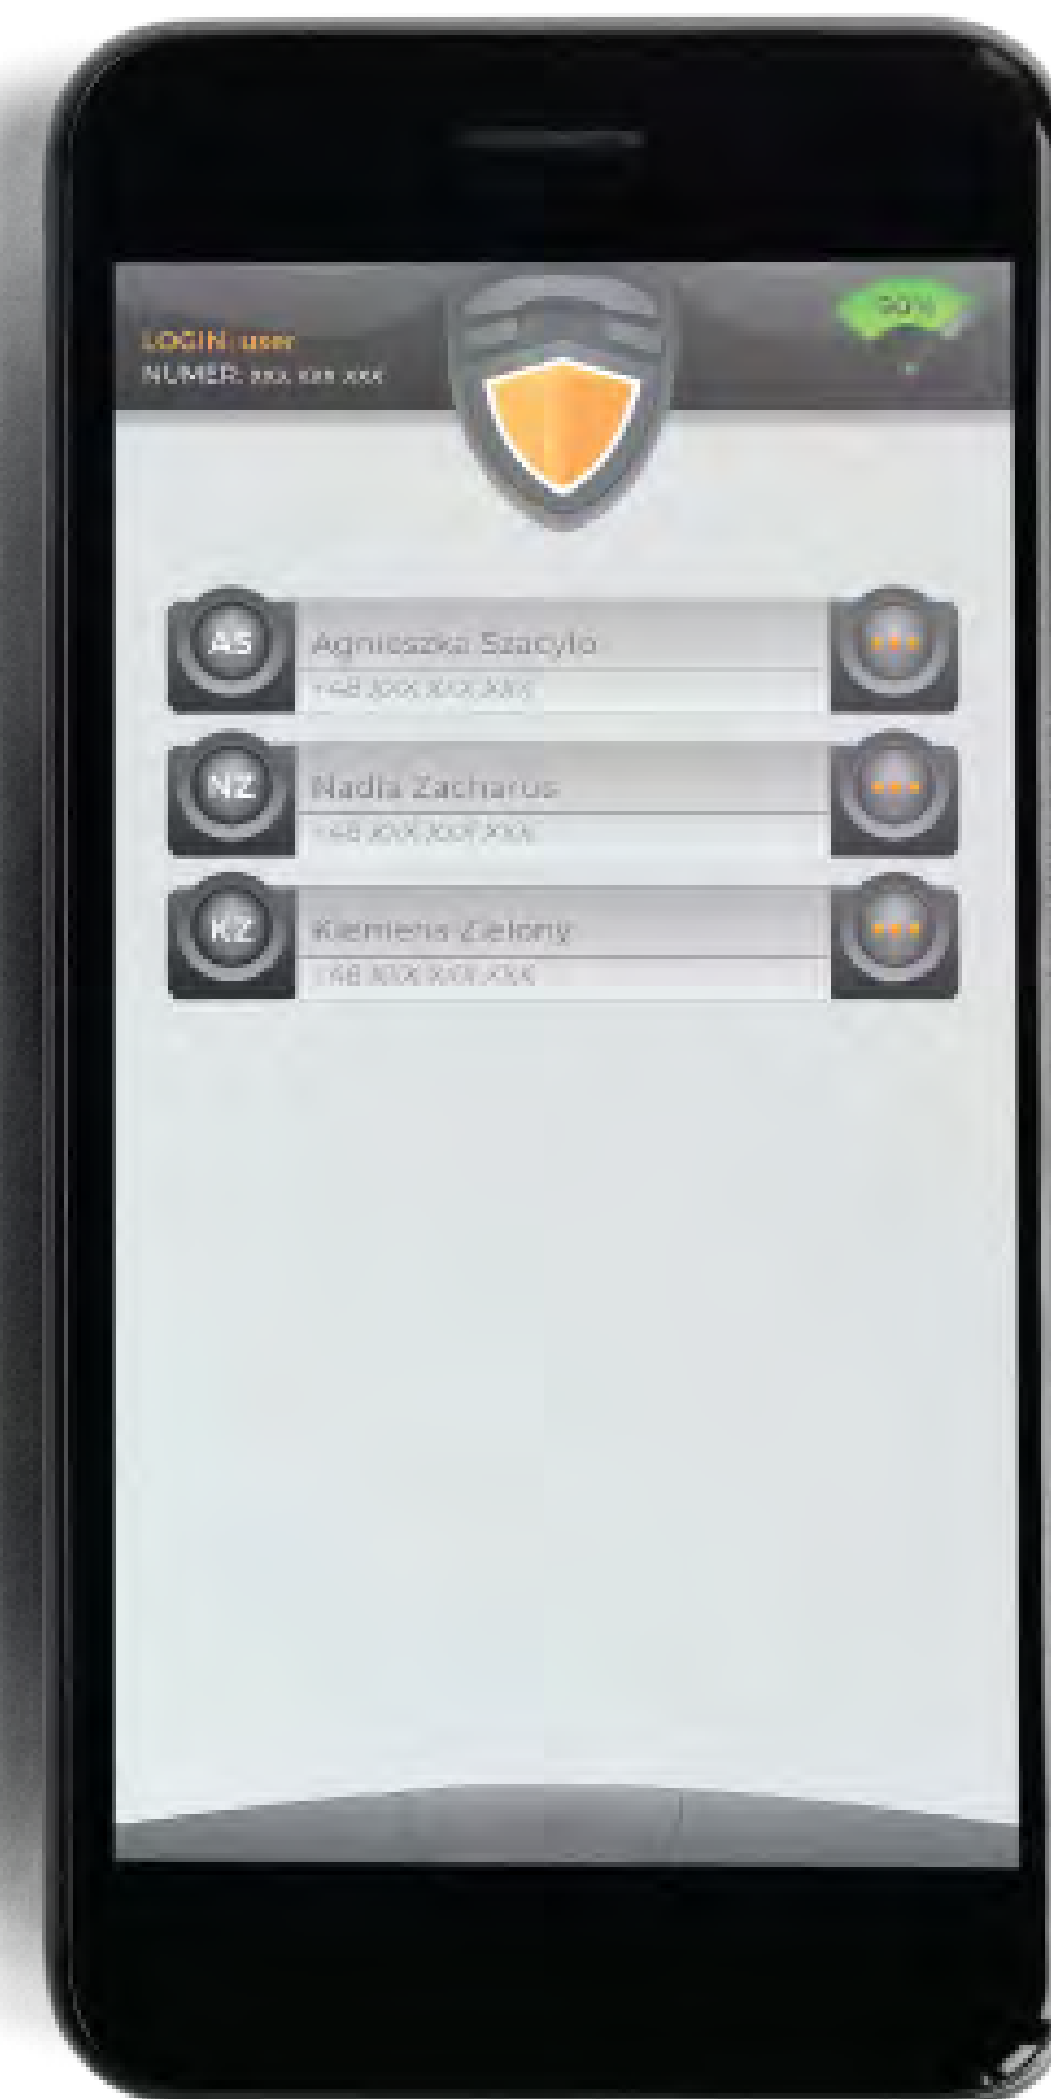 LOGIN: user
NUMER: xxx xxx xxx
90%
AS
Agnieszka Szacyło
+48 XXX XXX XXX
NZ
Nadia Zacharus
+48 XXX XXX XXX
KZ
Klemens Zielony
+48 XXX XXX XXX